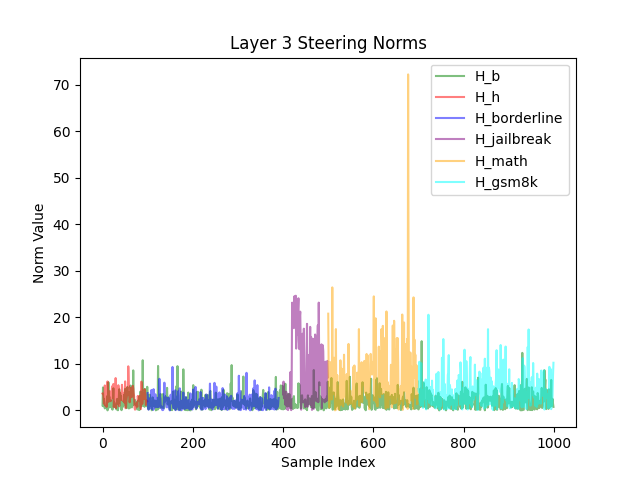 Layer 3 Steering Norms
Norm Value
70
60
50
40
30
20
10
0
0 200 400 600 800 1000
Sample Index
H_b
H_h
H_borderline
H_jailbreak
H_math
H_gsm8k